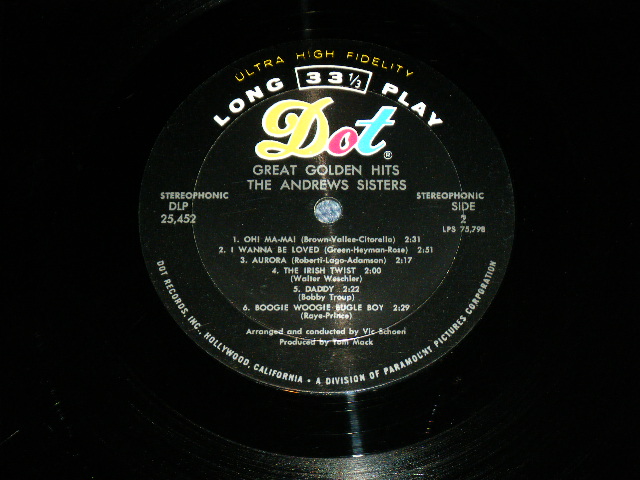 ULTRA HIGH FIDELITY
LONG 33 1/3 PLAY
Dot®
GREAT GOLDEN HITS
THE ANDREWS SISTERS
STEREOPHONIC
DLP
25,452
STEREOPHONIC
SIDE
2
LPS 75,798
1. OH! MA-MA! (Brown-Vallee-Citorello) 2:31
2. I WANNA BE LOVED (Green-Heyman-Rose) 2:51
3. AURORA (Roberti-Lago-Adamson) 2:17
4. THE IRISH TWIST 2:00
(Walter Weschler)
5. DADDY 2:22
(Bobby Troup)
6. BOOGIE WOOGIE BUGLE BOY 2:29
(Raye-Prince)
Arranged and conducted by Vic Schoen
Produced by Tom Mack
DOT RECORDS, INC., HOLLYWOOD, CALIFORNIA • A DIVISION OF PARAMOUNT PICTURES CORPORATION